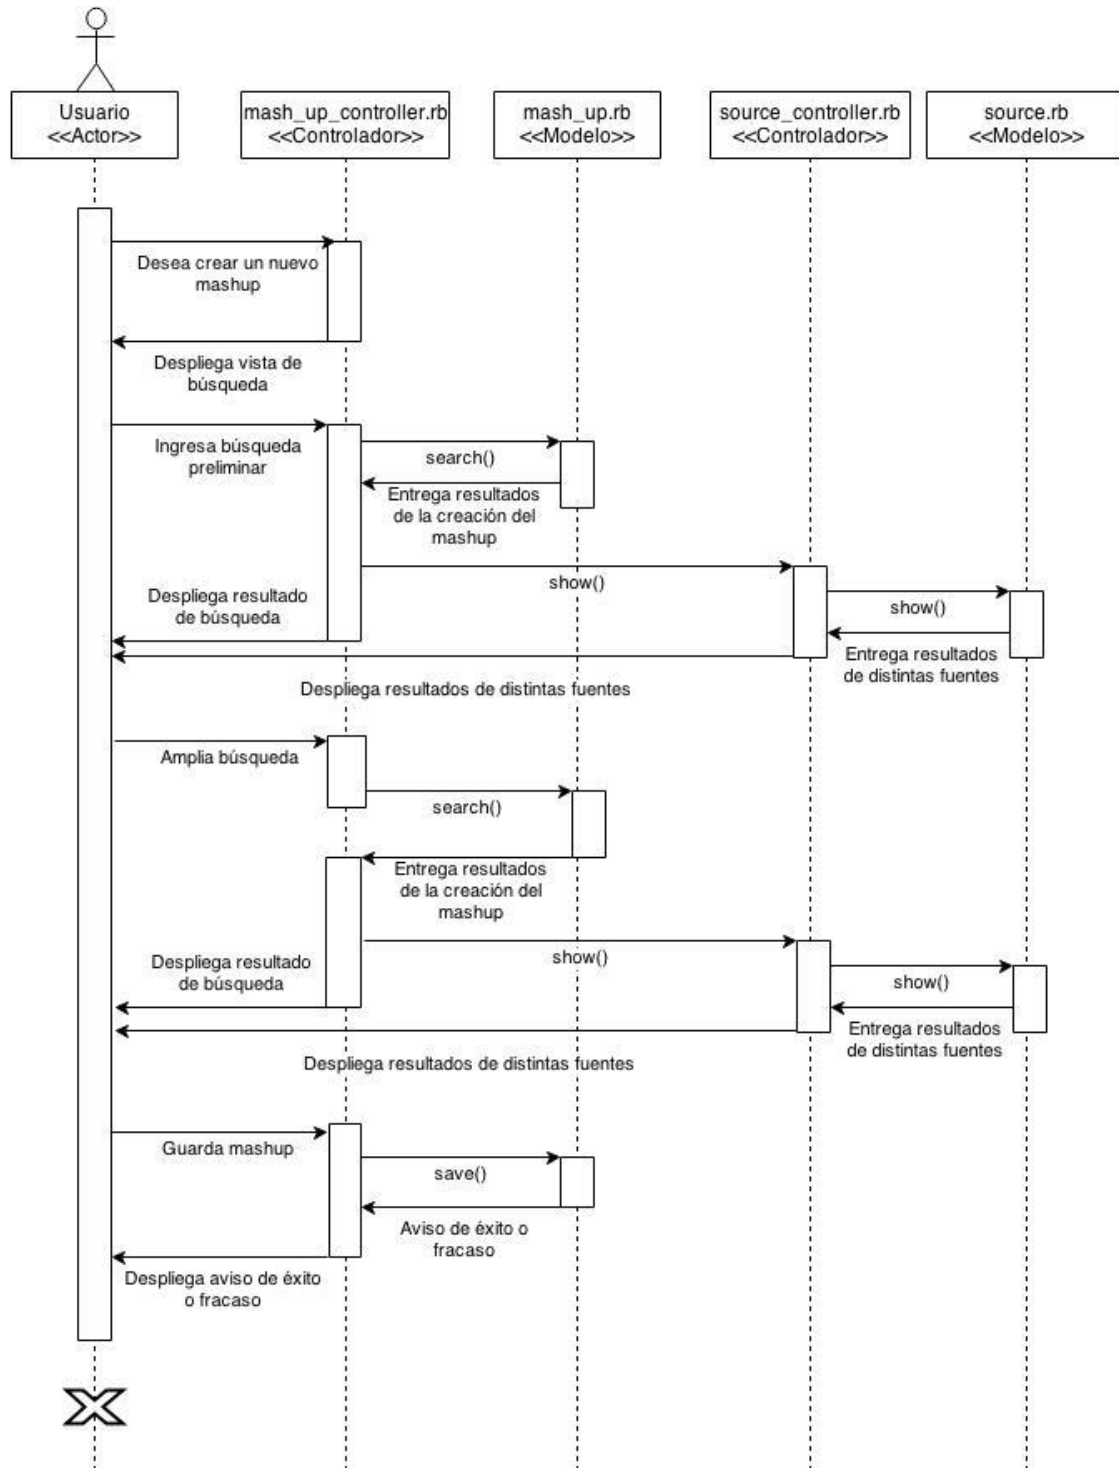 Usuario
<<Actor>>
mash_up_controller.rb
<<Controlador>>
mash_up.rb
<<Modelo>>
source_controller.rb
<<Controlador>>
source.rb
<<Modelo>>
Desea crear un nuevo
mashup
Despliega vista de
búsqueda
Ingresa búsqueda
preliminar
search()
Entrega resultados
de la creación del
mashup
show()
show()
Despliega resultado
de búsqueda
Entrega resultados
de distintas fuentes
Despliega resultados de distintas fuentes
Amplia búsqueda
search()
Entrega resultados
de la creación del
mashup
show()
show()
Despliega resultado
de búsqueda
Entrega resultados
de distintas fuentes
Despliega resultados de distintas fuentes
Guarda mashup
save()
Aviso de éxito o
fracaso
Despliega aviso de éxito
o fracaso